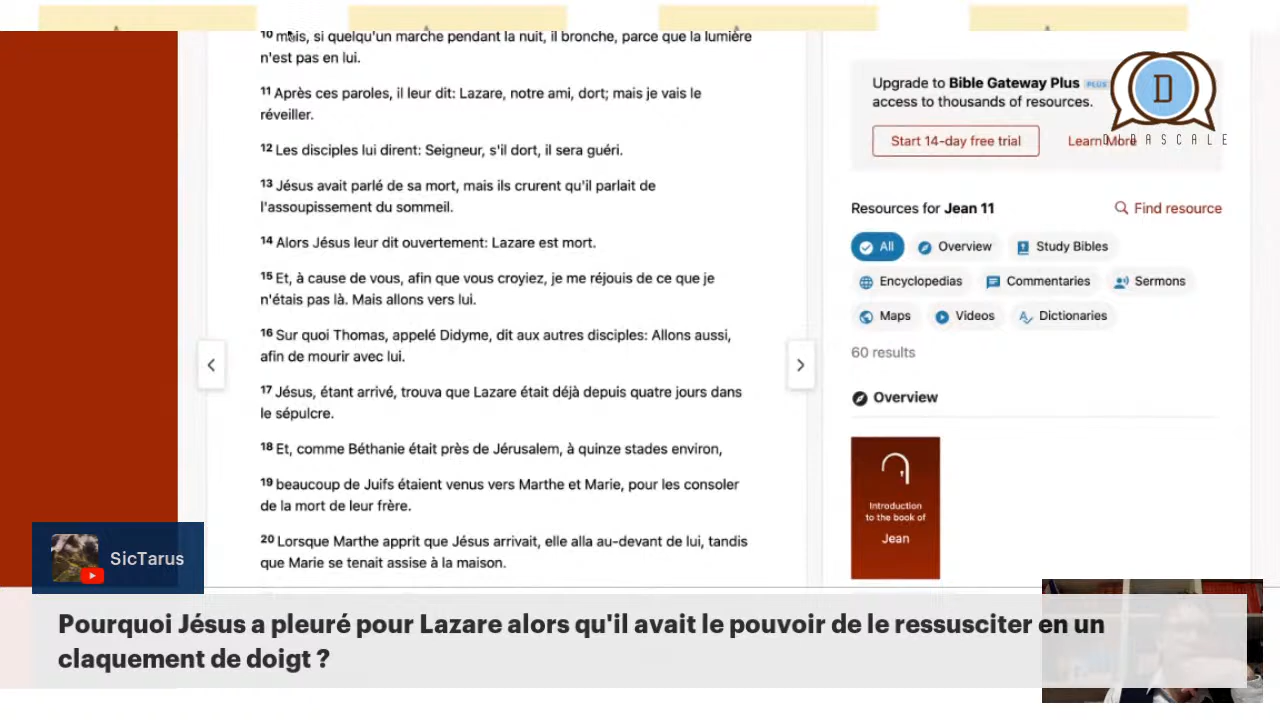 10 mais, si quelqu'un marche pendant la nuit, il bronche, parce que la lumière
n'est pas en lui.
11 Après ces paroles, il leur dit: Lazare, notre ami, dort; mais je vais le
réveiller.
12 Les disciples lui dirent: Seigneur, s'il dort, il sera guéri.
13 Jésus avait parlé de sa mort, mais ils crurent qu'il parlait de
l'assoupissement du sommeil.
14 Alors Jésus leur dit ouvertement: Lazare est mort.
15 Et, à cause de vous, afin que vous croyiez, je me réjouis de ce que je
n'étais pas là. Mais allons vers lui.
16 Sur quoi Thomas, appelé Didyme, dit aux autres disciples: Allons aussi,
afin de mourir avec lui.
17 Jésus, étant arrivé, trouva que Lazare était déjà depuis quatre jours dans
le sépulcre.
18 Et, comme Béthanie était près de Jérusalem, à quinze stades environ,
19 beaucoup de Juifs étaient venus vers Marthe et Marie, pour les consoler
de la mort de leur frère.
20 Lorsque Marthe apprit que Jésus arrivait, elle alla au-devant de lui, tandis
que Marie se tenait assise à la maison.
Upgrade to Bible Gateway Plus PLUS
access to thousands of resources.
Start 14-day free trial
Learn More
D
DIDASCALE
Resources for Jean 11
Find resource
All
Overview
Study Bibles
Encyclopedias
Commentaries
Sermons
Maps
Videos
Dictionaries
60 results
Overview
Introduction
to the book of
Jean
SicTarus
Pourquoi Jésus a pleuré pour Lazare alors qu'il avait le pouvoir de le ressusciter en un
claquement de doigt ?